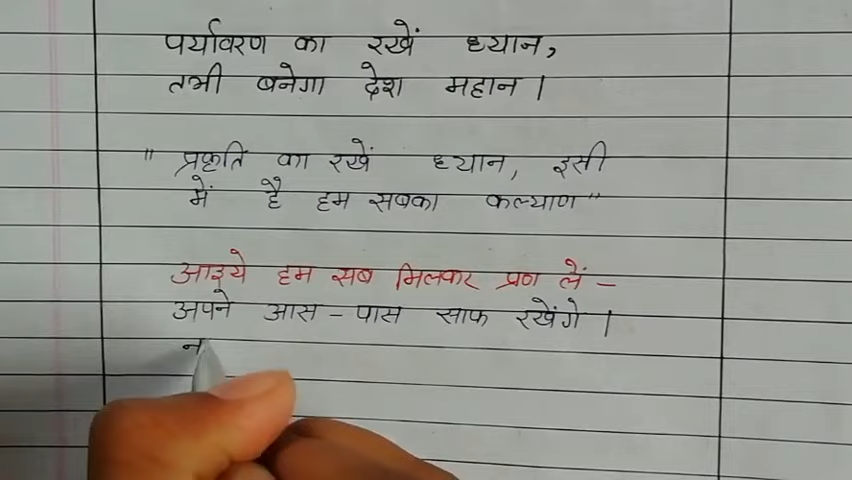 पर्यावरण का रखें ध्यान,
तभी बनेगा देश महान ।
" प्रकृति का रखें ध्यान, इसी
में है हम सबका कल्याण "
आइये हम सब मिलकर प्रण लें -
अपने आस - पास साफ रखेंगे ।
न